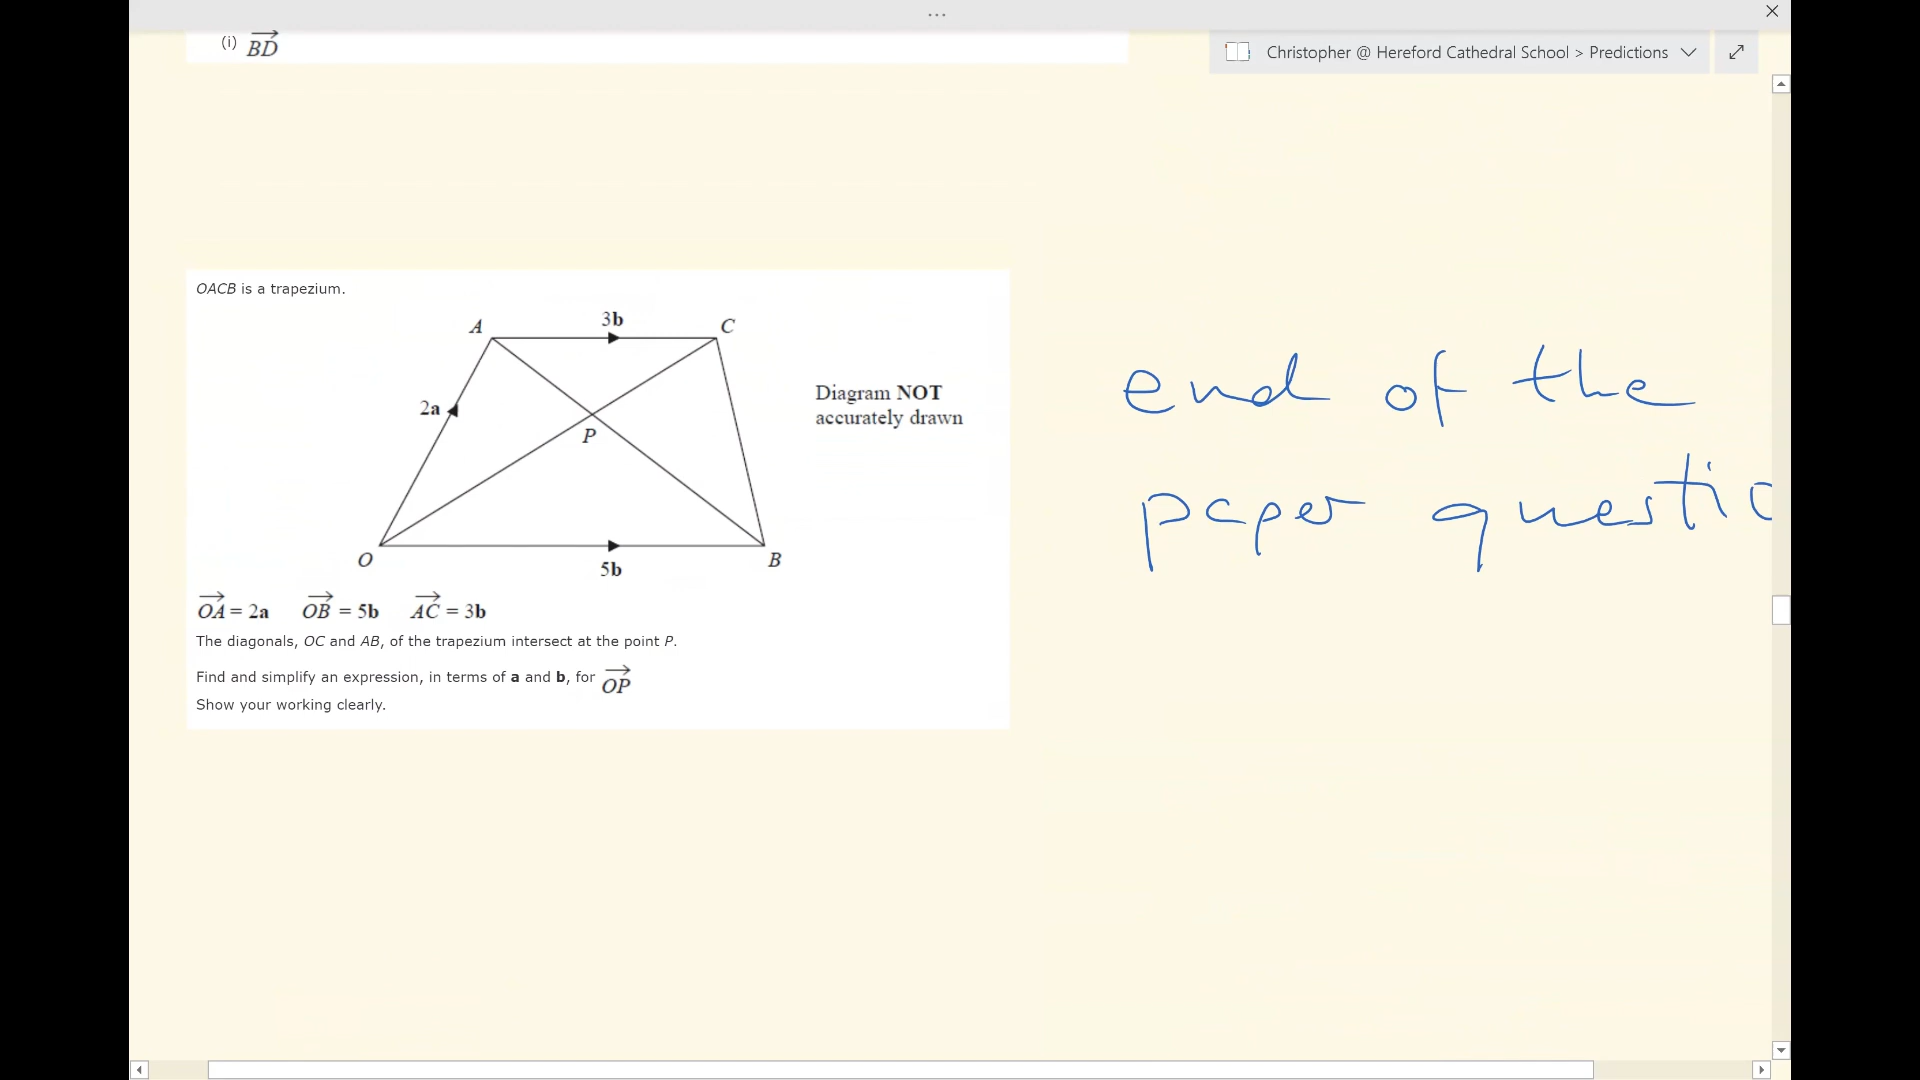 ...
(i) BD
Christopher @ Hereford Cathedral School > Predictions
OACB is a trapezium.
A
3b
C
2a
Diagram NOT
accurately drawn
P
O
5b
B
OA = 2a OB = 5b AC = 3b
The diagonals, OC and AB, of the trapezium intersect at the point P.
Find and simplify an expression, in terms of a and b, for OP
Show your working clearly.
end of the
paper questio